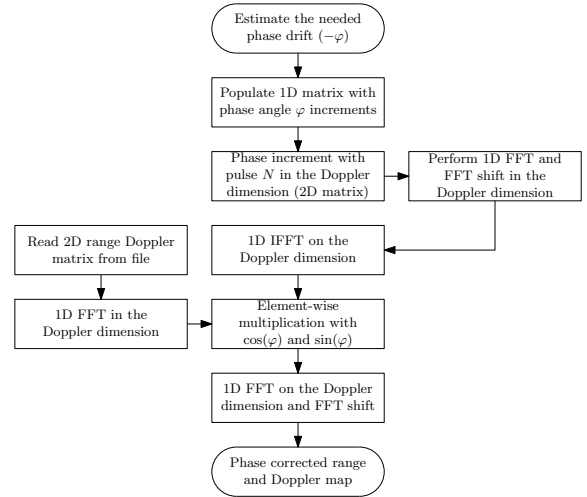 Estimate the needed
phase drift (−φ)
Populate 1D matrix with
phase angle φ increments
Phase increment with
pulse N in the Doppler
dimension (2D matrix)
Perform 1D FFT and
FFT shift in the
Doppler dimension
Read 2D range Doppler
matrix from file
1D IFFT on the
Doppler dimension
1D FFT in the
Doppler dimension
Element-wise
multiplication with
cos(φ) and sin(φ)
1D FFT on the Doppler
dimension and FFT shift
Phase corrected range
and Doppler map